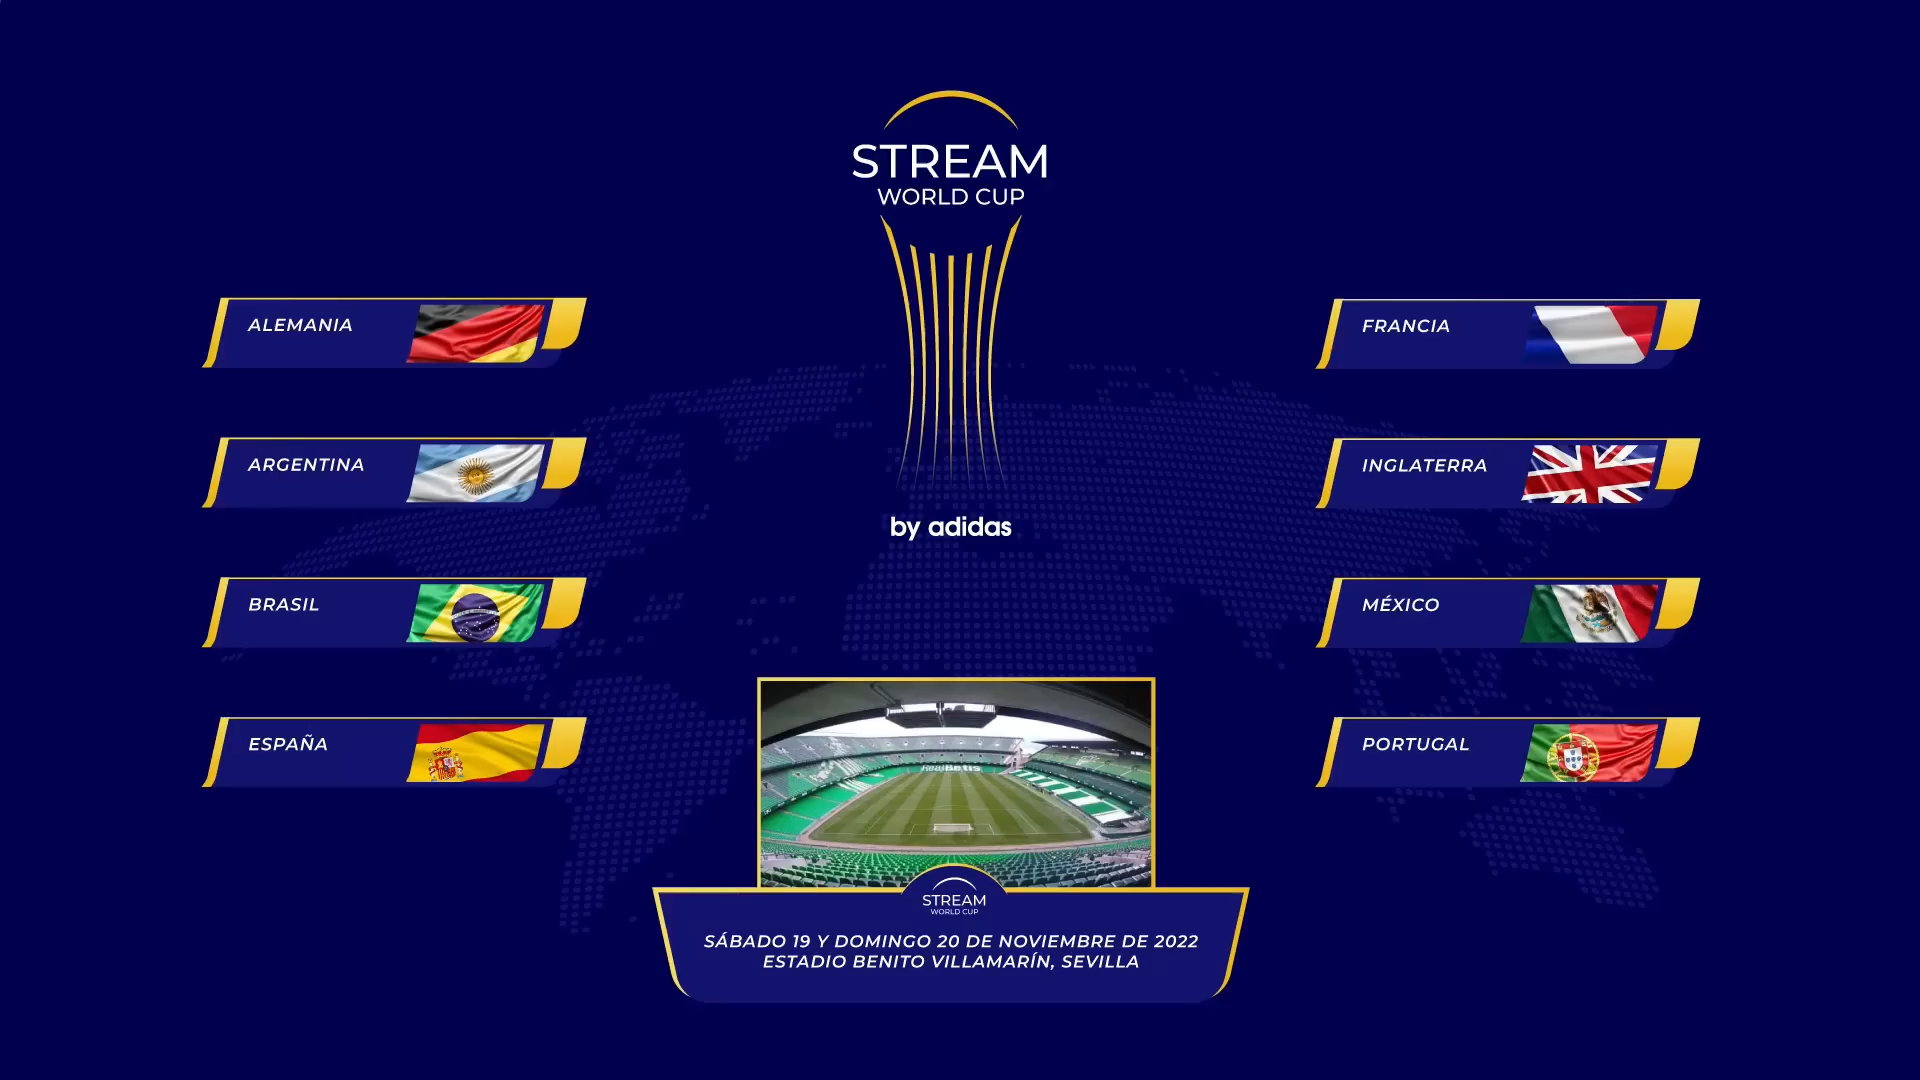 STREAM
WORLD CUP
by adidas
ALEMANIA
ARGENTINA
BRASIL
ESPAÑA
FRANCIA
INGLATERRA
MÉXICO
PORTUGAL
RealBetis
STREAM
WORLD CUP
SÁBADO 19 Y DOMINGO 20 DE NOVIEMBRE DE 2022
ESTADIO BENITO VILLAMARÍN, SEVILLA